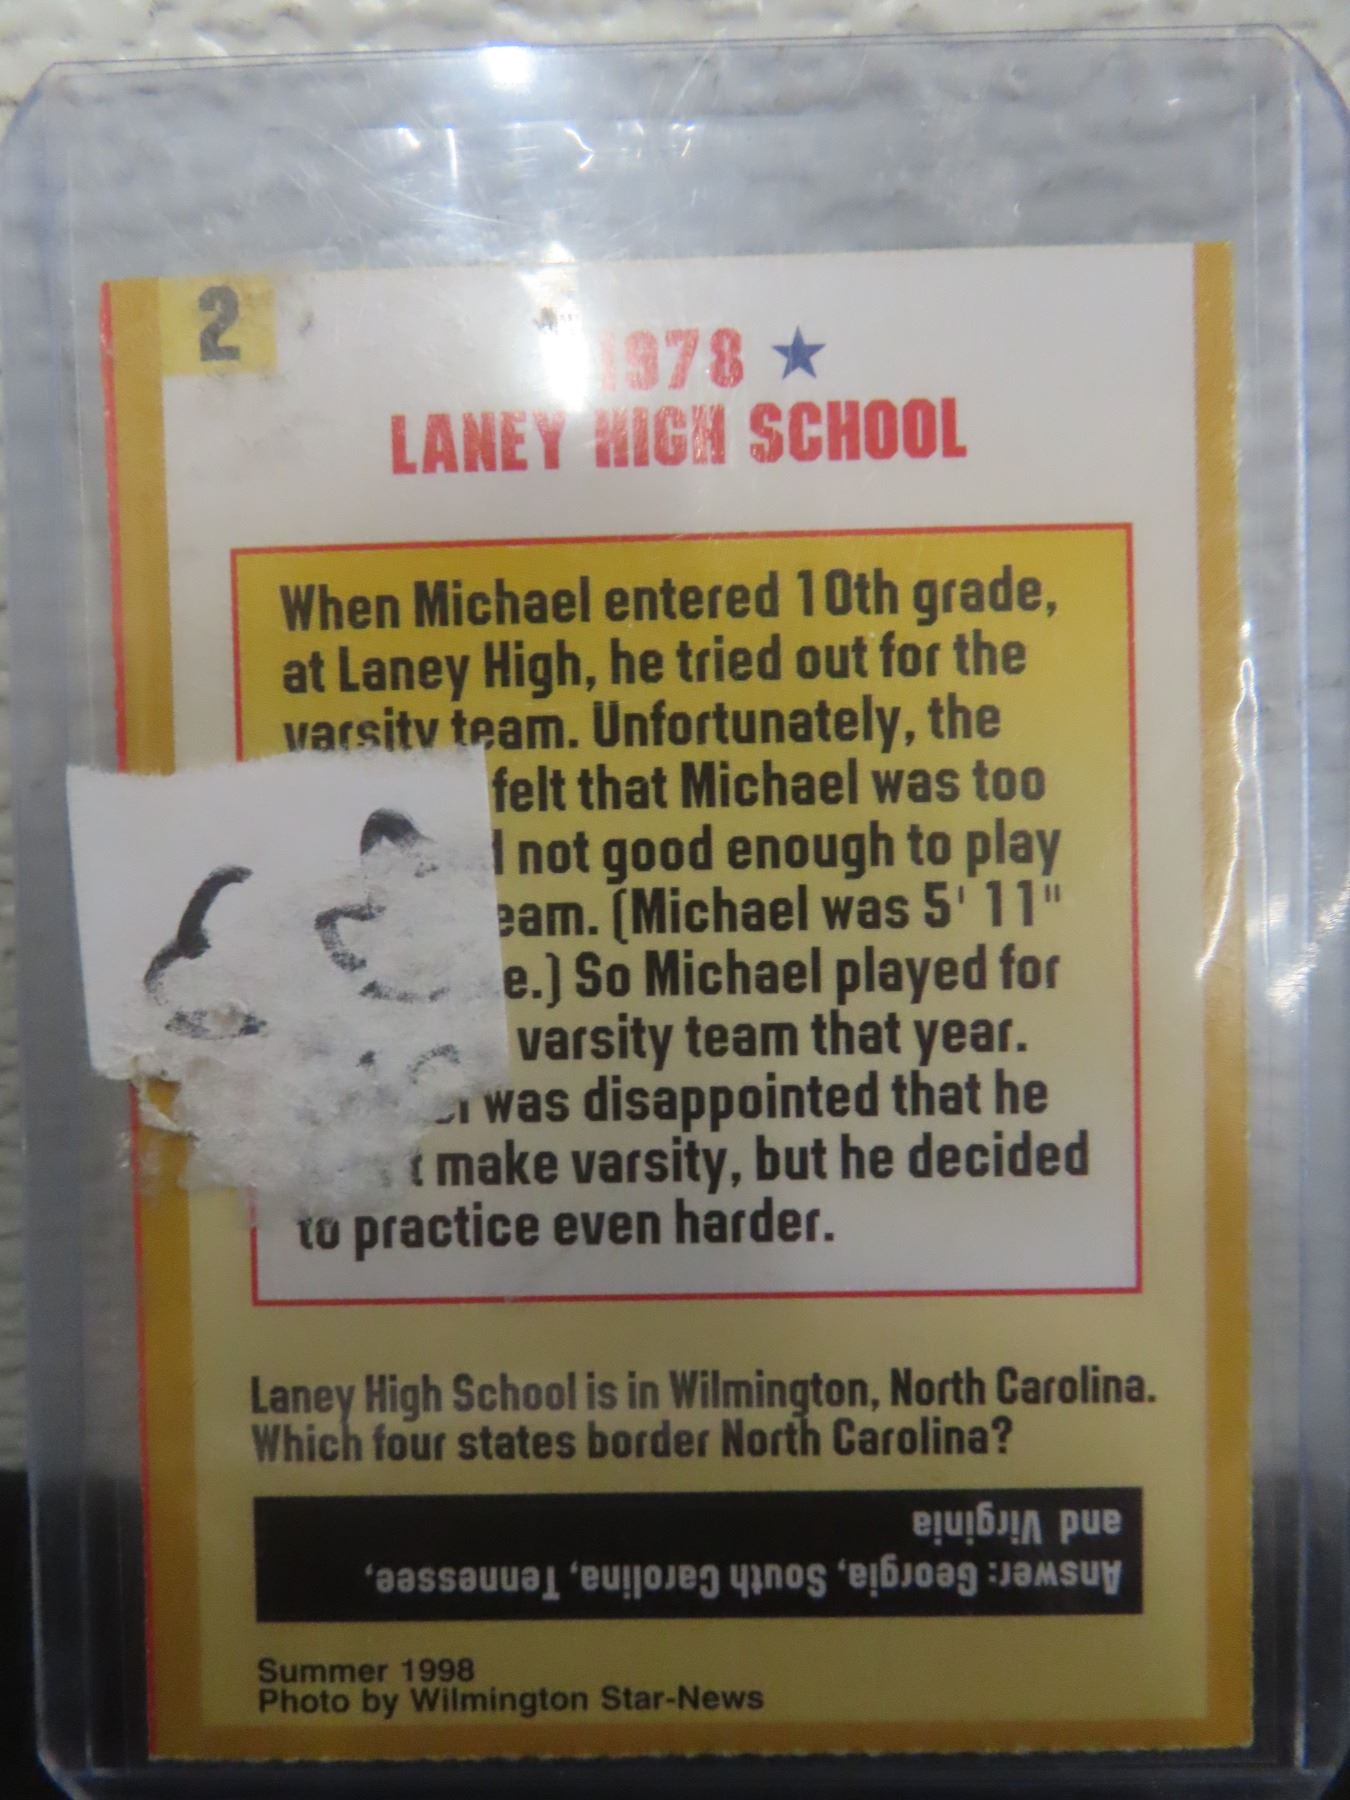 2
1978 ★
LANEY HIGH SCHOOL
When Michael entered 10th grade,
at Laney High, he tried out for the
varsity team. Unfortunately, the
felt that Michael was too
not good enough to play
(Michael was 5' 11"
So Michael played for
varsity team that year.
was disappointed that he
make varsity, but he decided
to practice even harder.
Laney High School is in Wilmington, North Carolina.
Which four states border North Carolina?
Answer: Georgia, South Carolina, Tennessee,
and Virginia
Summer 1998
Photo by Wilmington Star-News